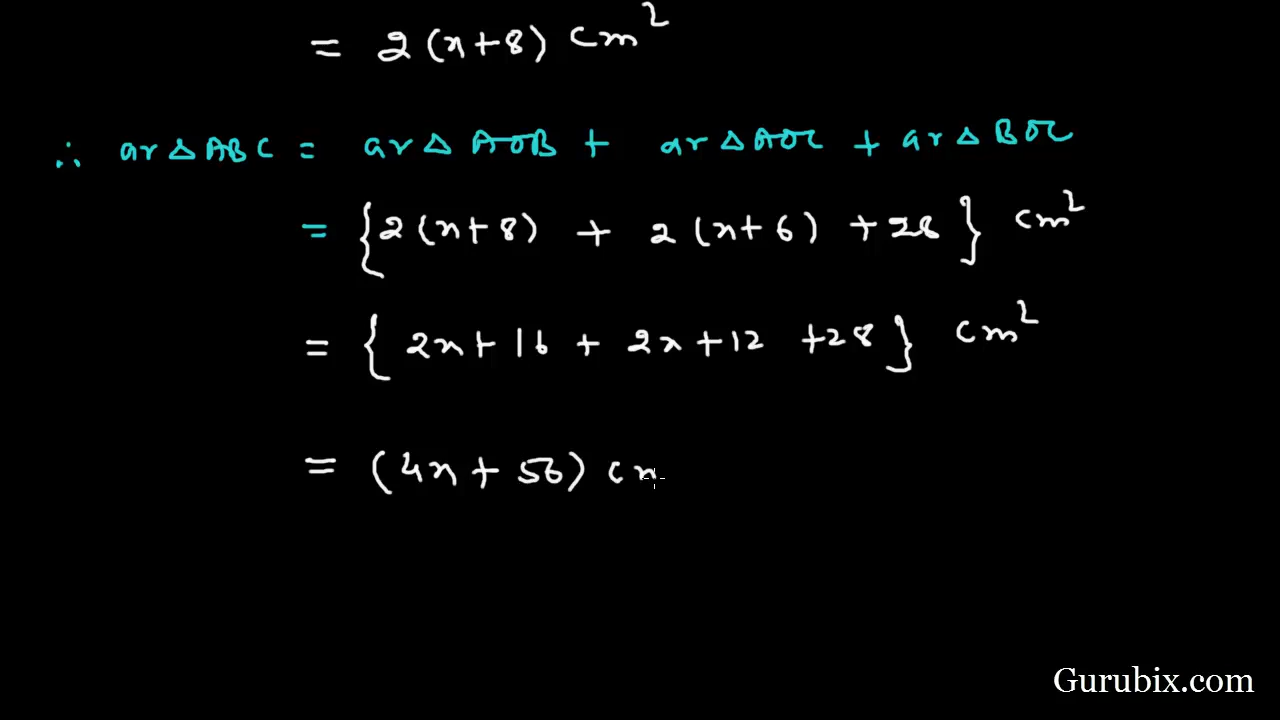 = 2(x+8) cm²
∴ ar△ABC = ar△AOB + ar△AOC + ar△BOC
= {2(x+8) + 2(x+6) +28} cm²
= {2x+16 + 2x+12 +28} cm²
= (4x+56) cm
Gurubix.com